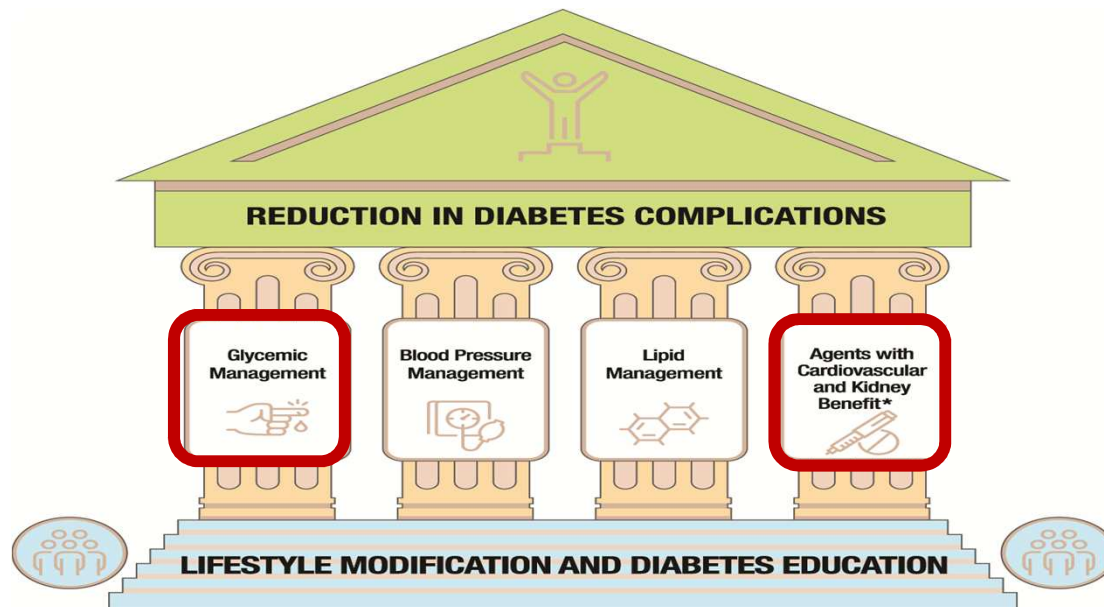 REDUCTION IN DIABETES COMPLICATIONS
Glycemic
Management
Blood Pressure
Management
Lipid
Management
Agents with
Cardiovascular
and Kidney
Benefit*
LIFESTYLE MODIFICATION AND DIABETES EDUCATION